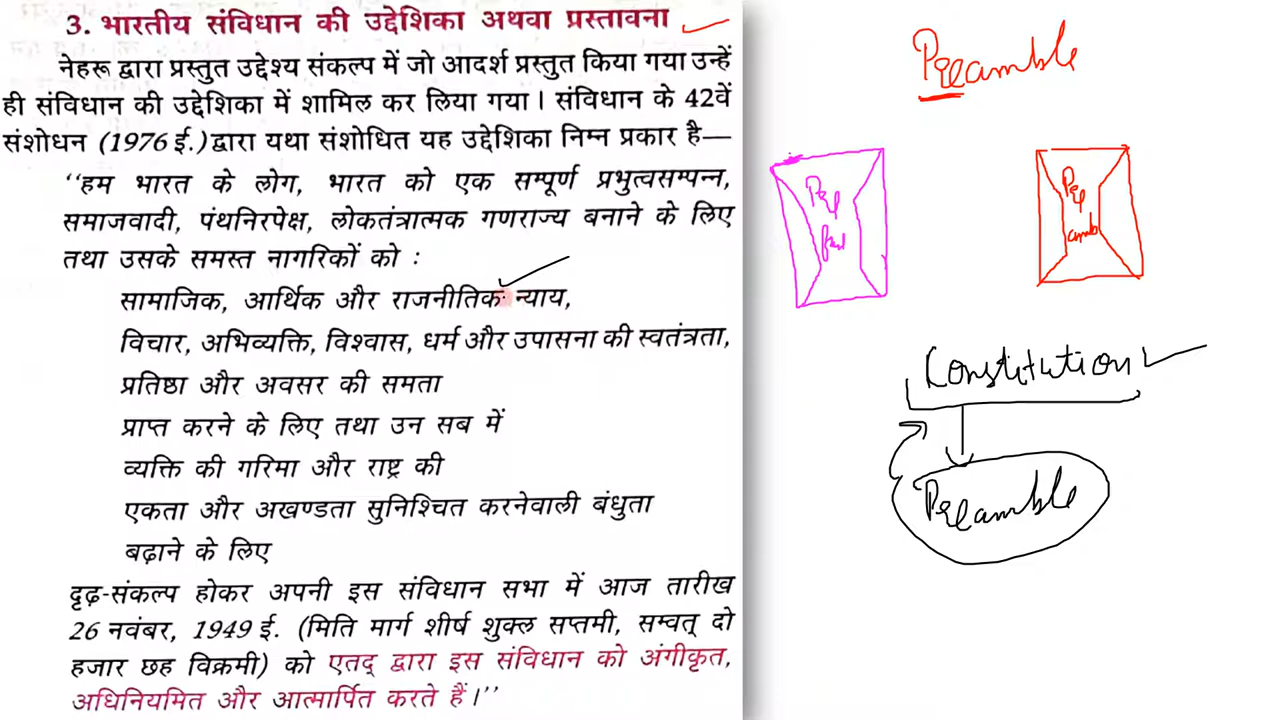 3. भारतीय संविधान की उद्देशिका अथवा प्रस्तावना
नेहरू द्वारा प्रस्तुत उद्देश्य संकल्प में जो आदर्श प्रस्तुत किया गया उन्हें
ही संविधान की उद्देशिका में शामिल कर लिया गया। संविधान के 42वें
संशोधन (1976 ई.) द्वारा यथा संशोधित यह उद्देशिका निम्न प्रकार है—
‘‘हम भारत के लोग, भारत को एक सम्पूर्ण प्रभुत्वसम्पन्न,
समाजवादी, पंथनिरपेक्ष, लोकतंत्रात्मक गणराज्य बनाने के लिए
तथा उसके समस्त नागरिकों को :
सामाजिक, आर्थिक और राजनीतिक न्याय,
विचार, अभिव्यक्ति, विश्वास, धर्म और उपासना की स्वतंत्रता,
प्रतिष्ठा और अवसर की समता
प्राप्त करने के लिए तथा उन सब में
व्यक्ति की गरिमा और राष्ट्र की
एकता और अखण्डता सुनिश्चित करनेवाली बंधुता
बढ़ाने के लिए
दृढ़-संकल्प होकर अपनी इस संविधान सभा में आज तारीख
26 नवंबर, 1949 ई. (मिति मार्ग शीर्ष शुक्ल सप्तमी, सम्वत् दो
हजार छह विक्रमी) को एतद् द्वारा इस संविधान को अंगीकृत,
अधिनियमित और आत्मार्पित करते हैं।’’
Preamble
Pre
amb
Constitution
Preamble